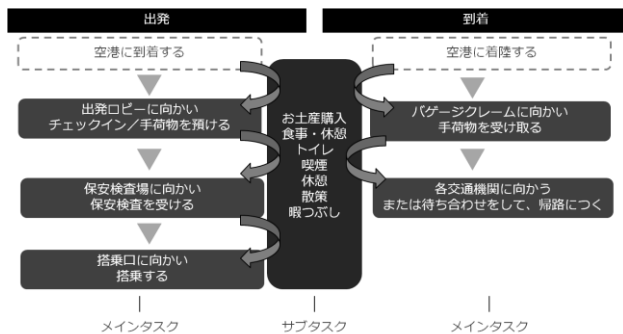 出発
到着
空港に到着する
空港に着陸する
出発ロビーに向かい
チェックイン／手荷物を預ける
保安検査場に向かい
保安検査を受ける
搭乗口に向かい
搭乗する
お土産購入
食事・休憩
トイレ
喫煙
休憩
散策
暇つぶし
バゲージクレームに向かい
手荷物を受け取る
各交通機関に向かう
または待ち合わせをして、帰路につく
メインタスク
サブタスク
メインタスク